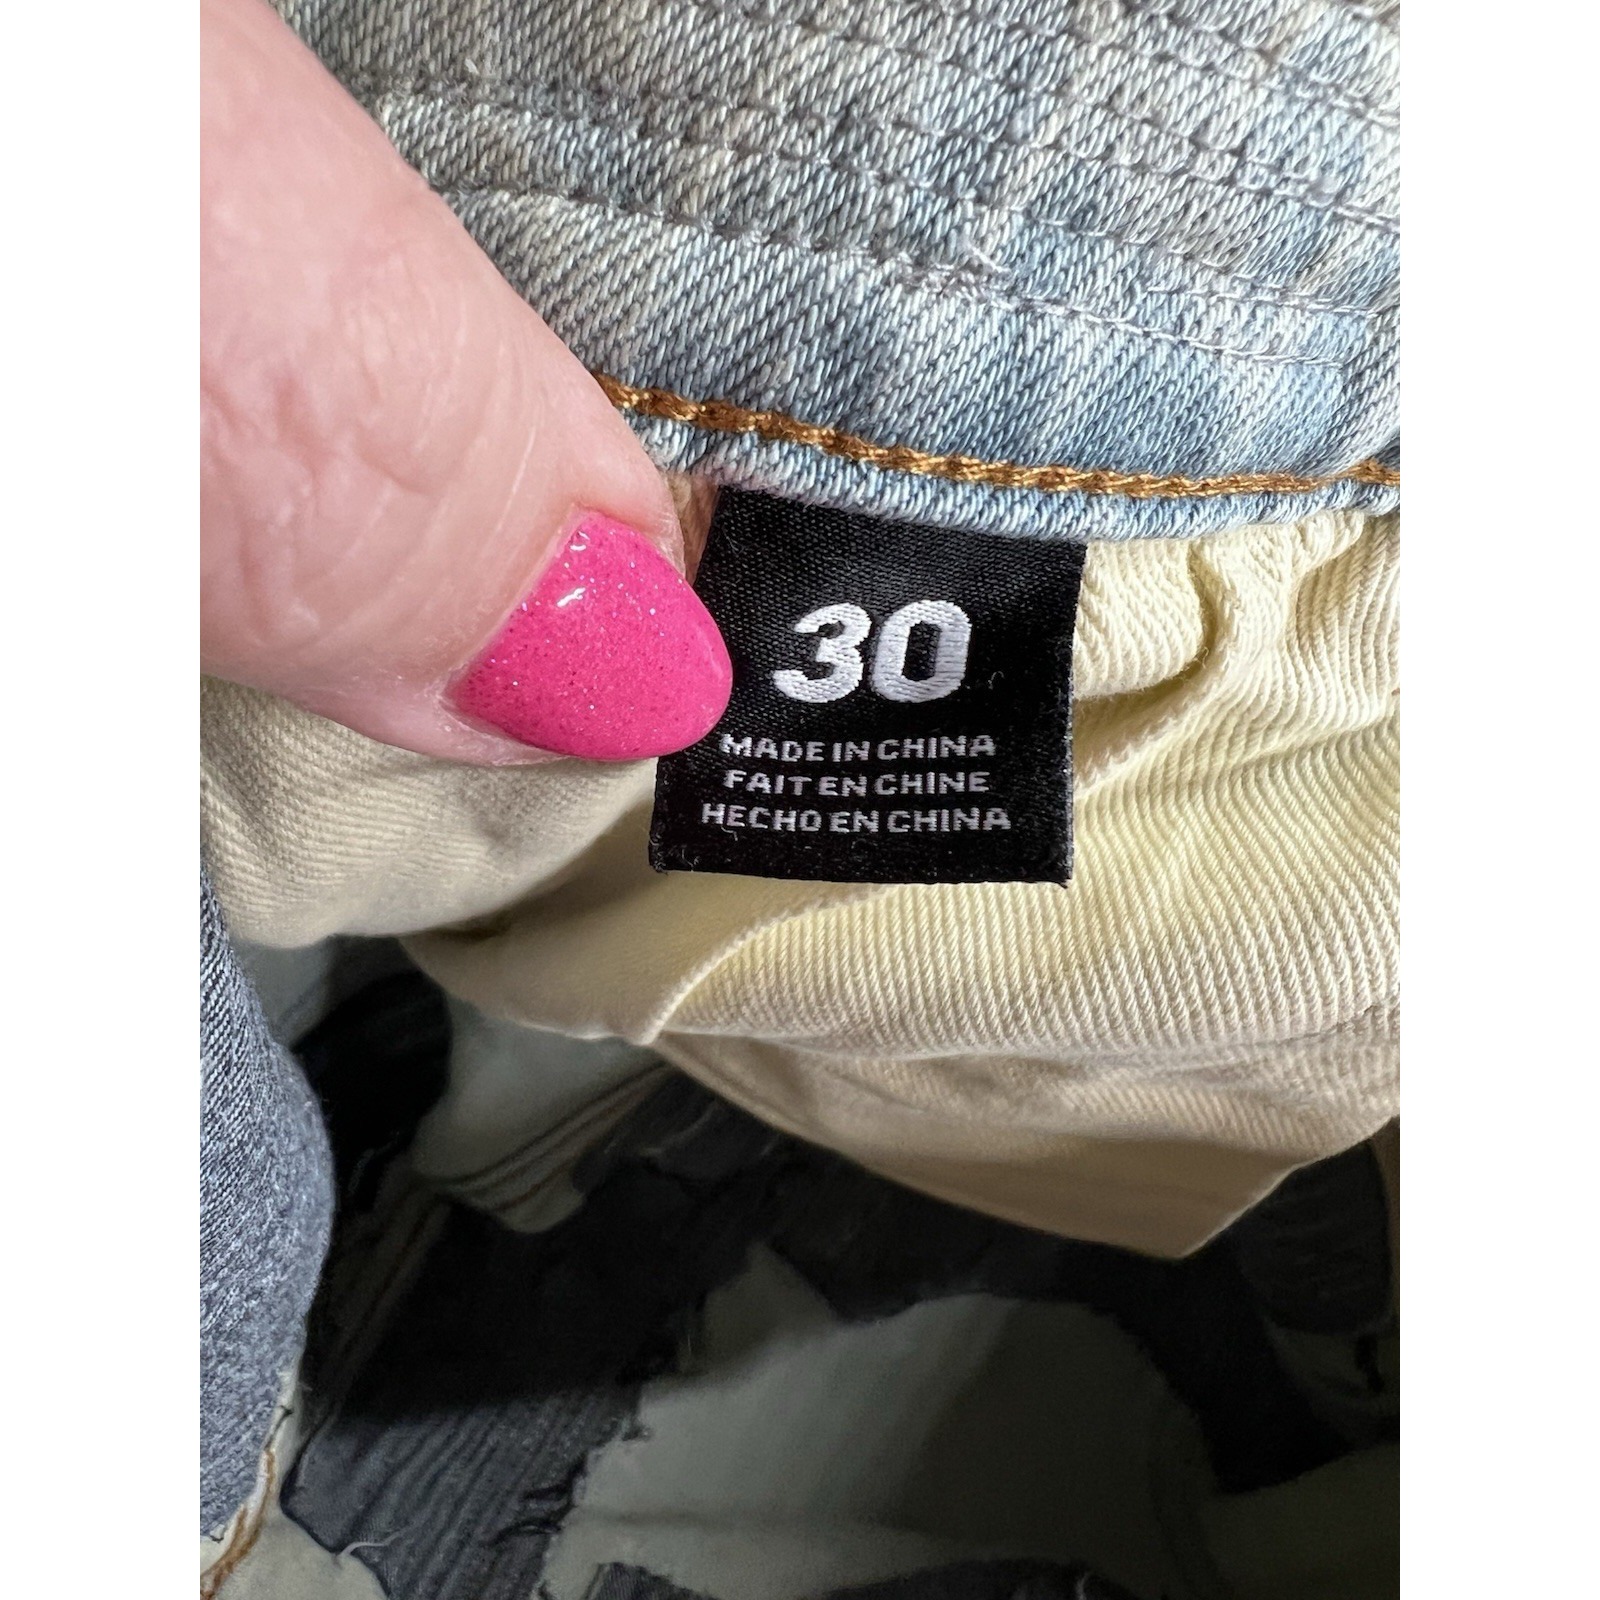 30
MADE IN CHINA
FAIT EN CHINE
HECHO EN CHINA